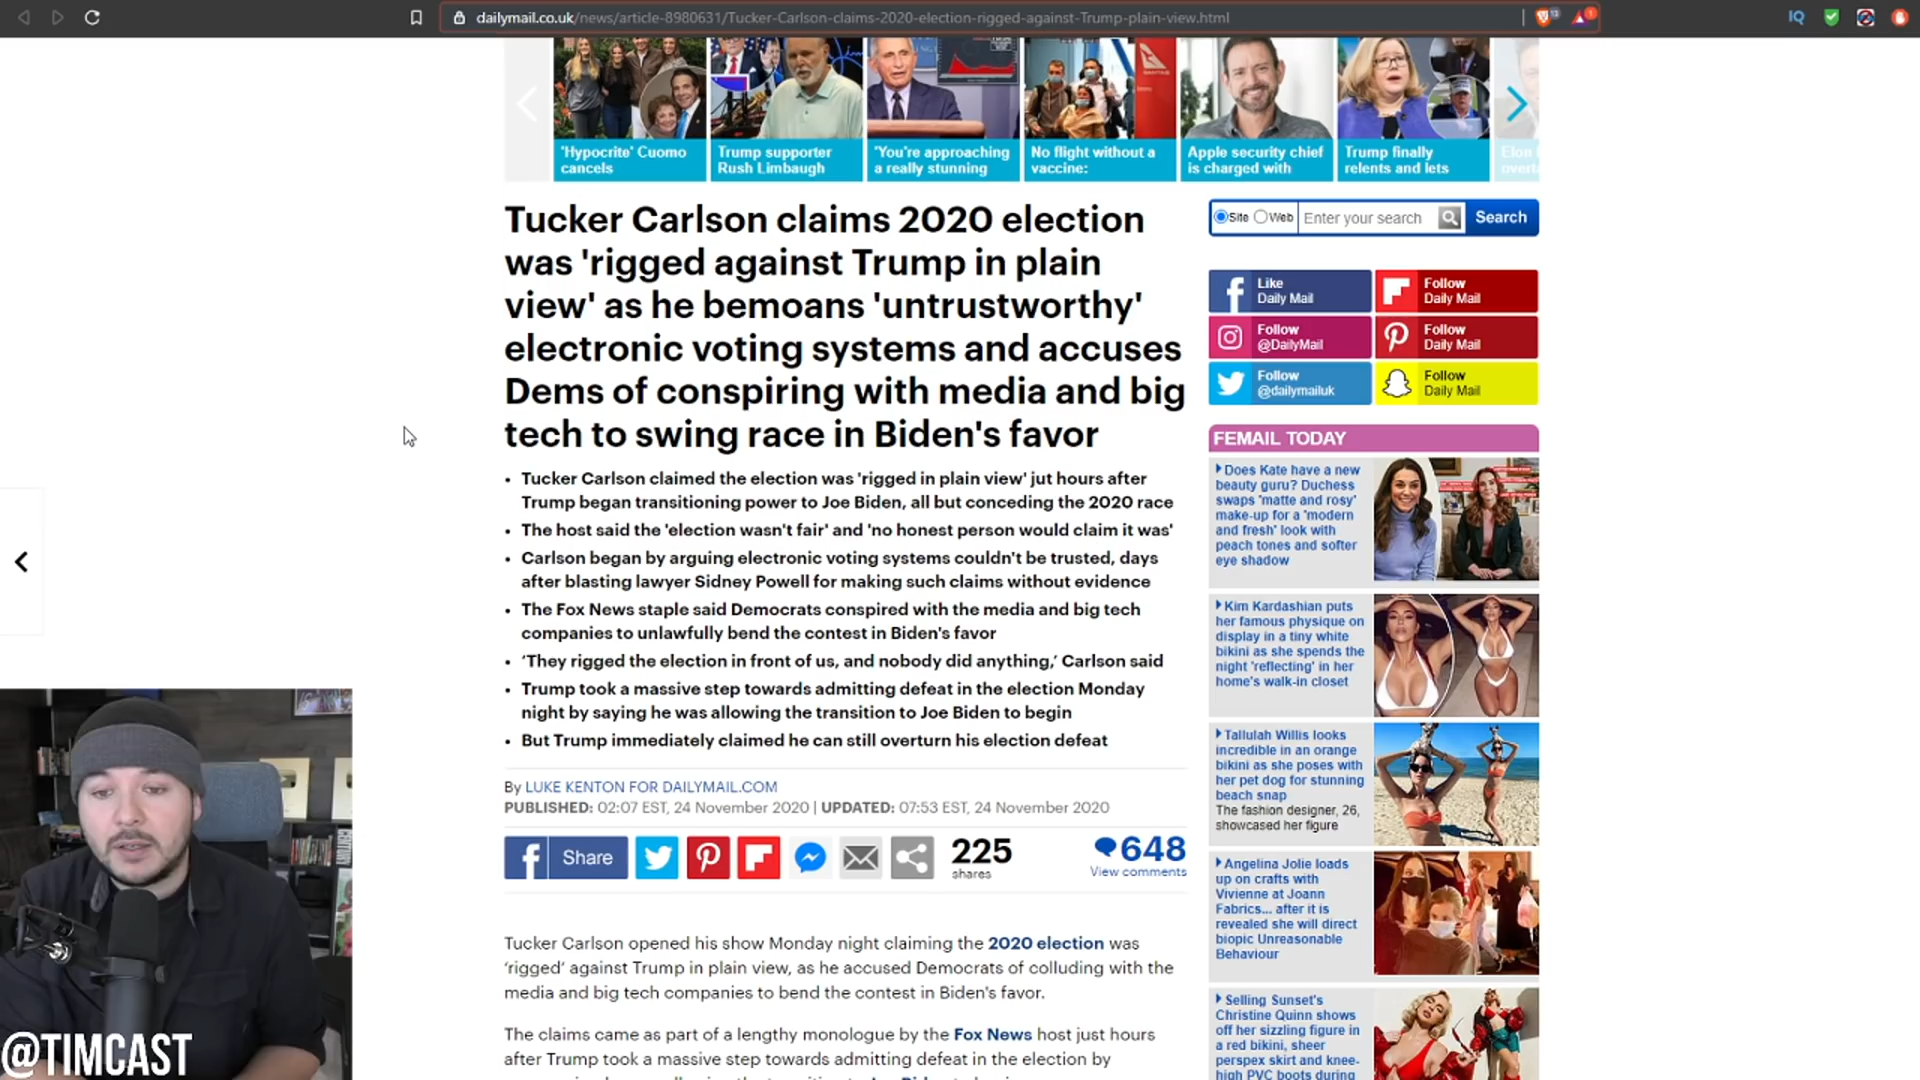 dailymail.co.uk/news/article-8980631/Tucker-Carlson-claims-2020-election-rigged-against-Trump-plain-view.html
IQ
'Hypocrite' Cuomo
cancels
Trump supporter
Rush Limbaugh
'You're approaching
a really stunning
No flight without a
vaccine:
Apple security chief
is charged with
Trump finally
relents and lets
Tucker Carlson claims 2020 election
was 'rigged against Trump in plain
view' as he bemoans 'untrustworthy'
electronic voting systems and accuses
Dems of conspiring with media and big
tech to swing race in Biden's favor
• Tucker Carlson claimed the election was 'rigged in plain view' jut hours after
Trump began transitioning power to Joe Biden, all but conceding the 2020 race
• The host said the 'election wasn't fair' and 'no honest person would claim it was'
• Carlson began by arguing electronic voting systems couldn't be trusted, days
after blasting lawyer Sidney Powell for making such claims without evidence
• The Fox News staple said Democrats conspired with the media and big tech
companies to unlawfully bend the contest in Biden's favor
• ‘They rigged the election in front of us, and nobody did anything,’ Carlson said
• Trump took a massive step towards admitting defeat in the election Monday
night by saying he was allowing the transition to Joe Biden to begin
• But Trump immediately claimed he can still overturn his election defeat
By LUKE KENTON FOR DAILYMAIL.COM
PUBLISHED: 02:07 EST, 24 November 2020 | UPDATED: 07:53 EST, 24 November 2020
Share
225
shares
648
View comments
Tucker Carlson opened his show Monday night claiming the 2020 election was
‘rigged’ against Trump in plain view, as he accused Democrats of colluding with the
media and big tech companies to bend the contest in Biden's favor.
The claims came as part of a lengthy monologue by the Fox News host just hours
after Trump took a massive step towards admitting defeat in the election by
Site Web Enter your search Search
Like
Daily Mail
Follow
Daily Mail
Follow
@DailyMail
Follow
Daily Mail
Follow
@dailymailuk
Follow
Daily Mail
FEMAIL TODAY
Does Kate have a new
beauty guru? Duchess
swaps 'matte and rosy'
make-up for a 'modern
and fresh' look with
peach tones and softer
eye shadow
Kim Kardashian puts
her famous physique on
display in a tiny white
bikini as she spends the
night 'reflecting' in her
home's walk-in closet
Tallulah Willis looks
incredible in an orange
bikini as she poses with
her pet dog for stunning
beach snap
The fashion designer, 26,
showcased her figure
Angelina Jolie loads
up on crafts with
Vivienne at Joann
Fabrics... after it is
revealed she will direct
biopic Unreasonable
Behaviour
Selling Sunset's
Christine Quinn shows
off her sizzling figure in
a red bikini, sheer
perspex skirt and knee-
high PVC boots during
@TIMCAST